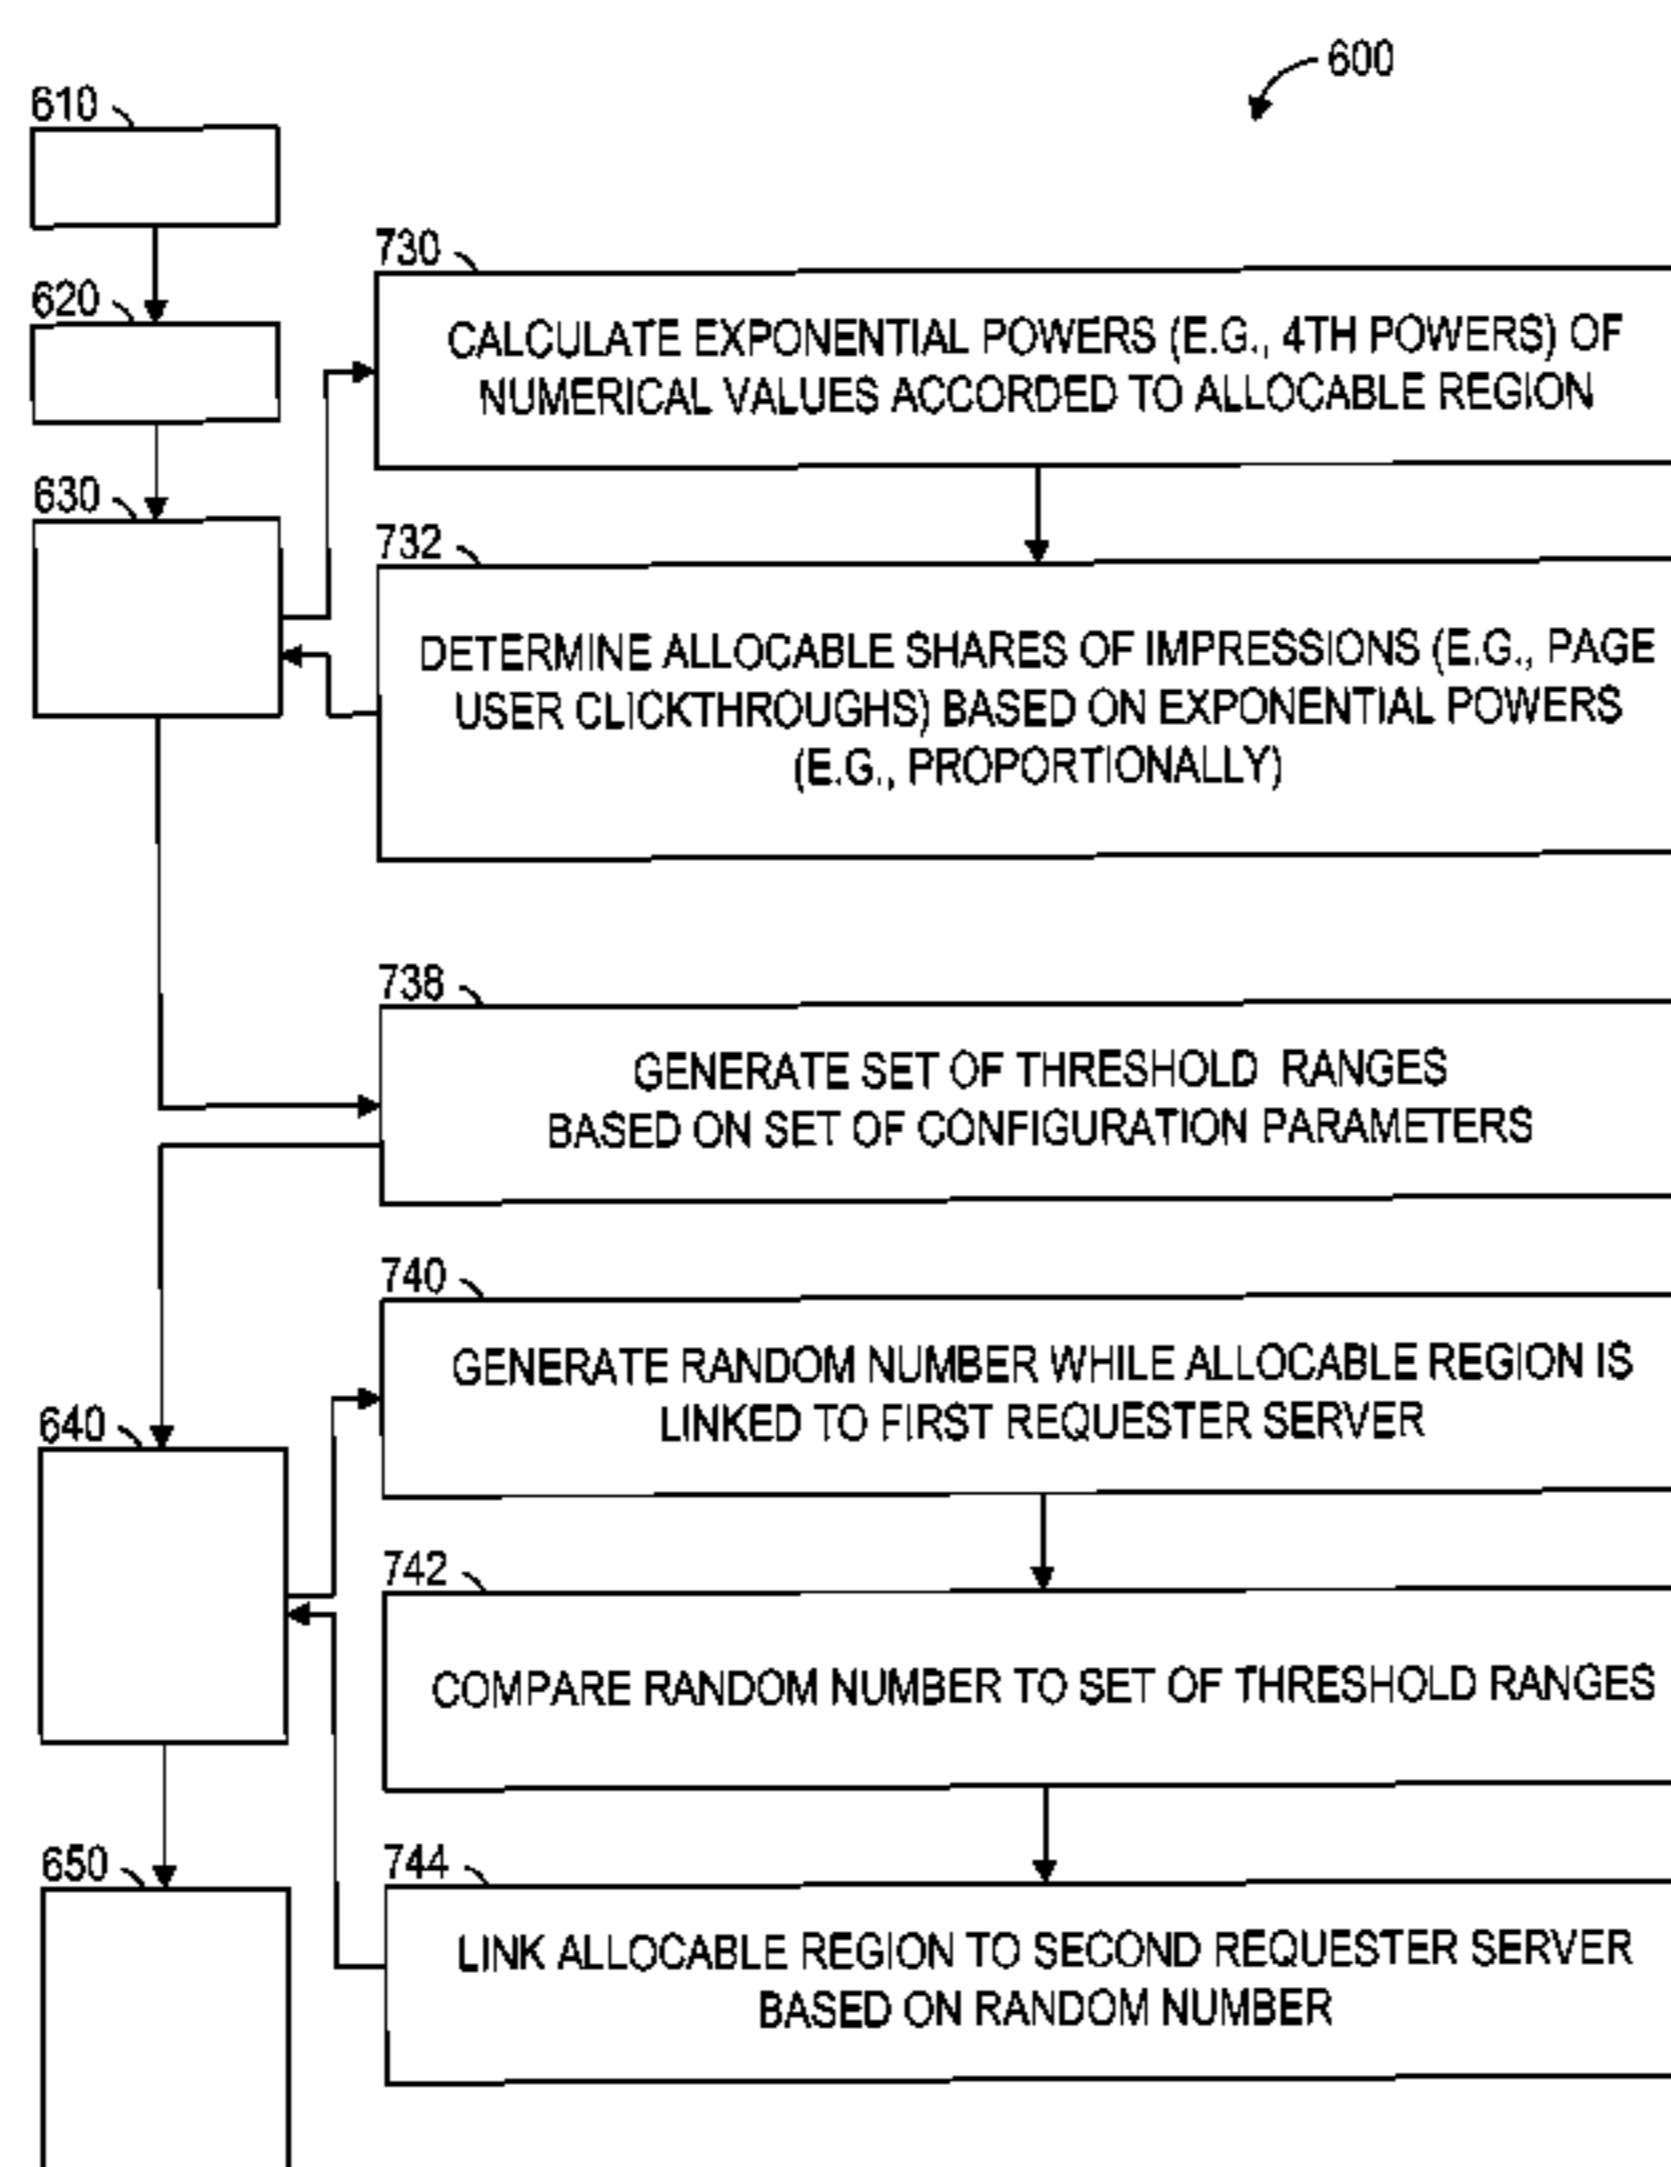 600
610
620
630
730
CALCULATE EXPONENTIAL POWERS (E.G., 4TH POWERS) OF
NUMERICAL VALUES ACCORDED TO ALLOCABLE REGION
732
DETERMINE ALLOCABLE SHARES OF IMPRESSIONS (E.G., PAGE
USER CLICKTHROUGHS) BASED ON EXPONENTIAL POWERS
(E.G., PROPORTIONALLY)
738
GENERATE SET OF THRESHOLD RANGES
BASED ON SET OF CONFIGURATION PARAMETERS
640
740
GENERATE RANDOM NUMBER WHILE ALLOCABLE REGION IS
LINKED TO FIRST REQUESTER SERVER
742
COMPARE RANDOM NUMBER TO SET OF THRESHOLD RANGES
744
LINK ALLOCABLE REGION TO SECOND REQUESTER SERVER
BASED ON RANDOM NUMBER
650